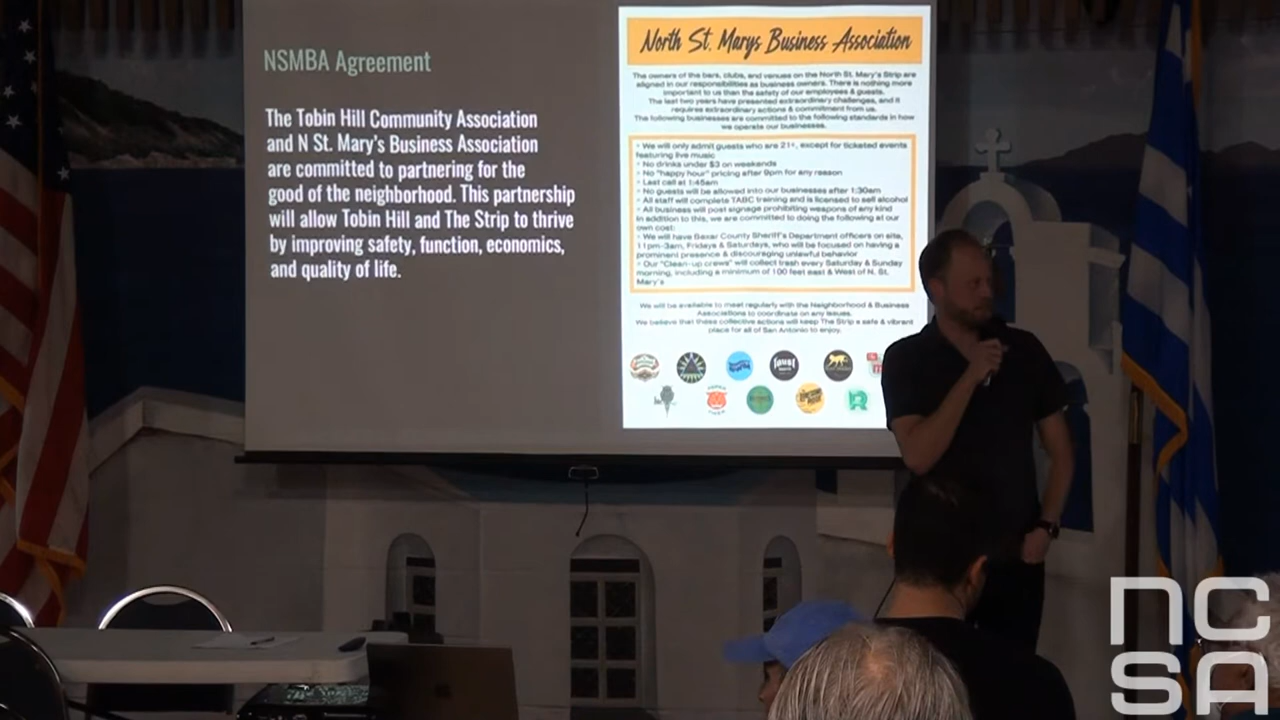 NSMBA Agreement
The Tobin Hill Community Association
and N St. Mary's Business Association
are committed to partnering for the
good of the neighborhood. This partnership
will allow Tobin Hill and The Strip to thrive
by improving safety, function, economics,
and quality of life.
North St. Marys Business Association
The owners of the bars, clubs, and venues on the North St. Mary's Strip are
aligned in our responsibilities as business owners. There is nothing more
important to us than the safety of our employees & guests.
The last two years have presented extraordinary challenges, and it
requires extraordinary actions & commitment from us.
The following businesses are committed to the following standards in how
we operate our businesses.
• We will only admit guests who are 21+, except for ticketed events
featuring live music
• No drinks under $3 on weekends
• No "happy hour" pricing after 9pm for any reason
• Last call at 1:45am
• No guests will be allowed into our businesses after 1:30am
• All staff will complete TABC training and is licensed to sell alcohol
• All business will post signage prohibiting weapons of any kind
In addition to this, we are committed to doing the following at our
own cost:
• We will have Bexar County Sheriff's Department officers on site,
11pm-3am, Fridays & Saturdays, who will be focused on having a
prominent presence & discouraging unlawful behavior
• Our "Clean-up crews" will collect trash every Saturday & Sunday
morning, including a minimum of 100 feet east & West of N. St.
Mary's
We will be available to meet regularly with the Neighborhood & Business
Associations to coordinate on any issues.
We believe that these collective actions will keep The Strip a safe & vibrant
place for all of San Antonio to enjoy.
faust
NC
SA